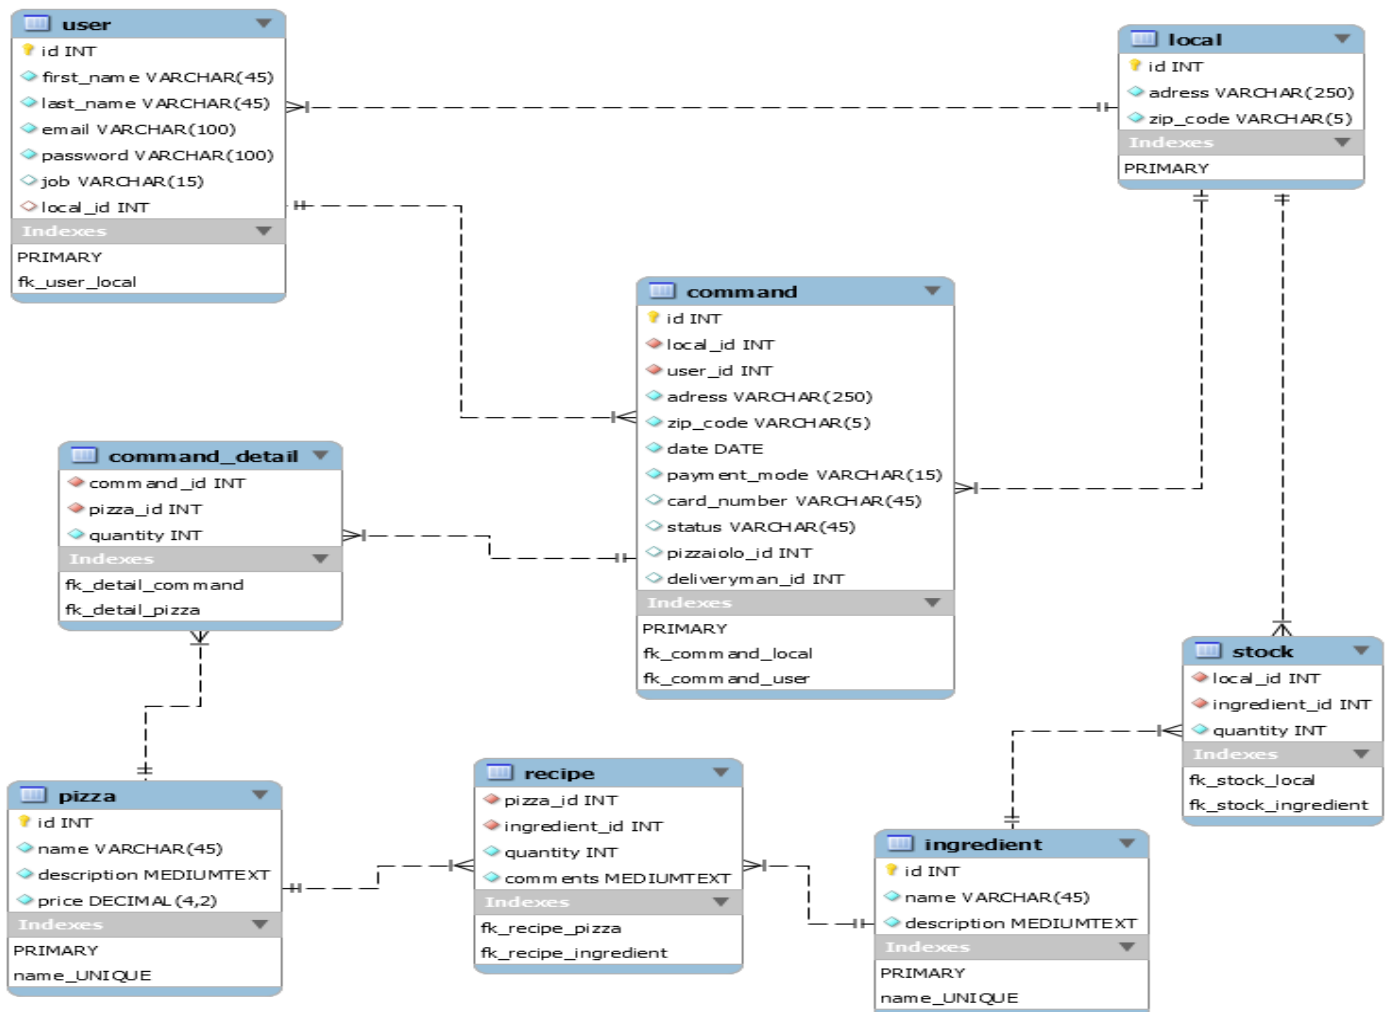 user
id INT
first_name VARCHAR(45)
last_name VARCHAR(45)
email VARCHAR(100)
password VARCHAR(100)
job VARCHAR(15)
local_id INT
Indexes
PRIMARY
fk_user_local
local
id INT
adress VARCHAR(250)
zip_code VARCHAR(5)
Indexes
PRIMARY
command
id INT
local_id INT
user_id INT
adress VARCHAR(250)
zip_code VARCHAR(5)
date DATE
payment_mode VARCHAR(15)
card_number VARCHAR(45)
status VARCHAR(45)
pizzaiolo_id INT
deliveryman_id INT
Indexes
PRIMARY
fk_command_local
fk_command_user
command_detail
command_id INT
pizza_id INT
quantity INT
Indexes
fk_detail_command
fk_detail_pizza
stock
local_id INT
ingredient_id INT
quantity INT
Indexes
fk_stock_local
fk_stock_ingredient
pizza
id INT
name VARCHAR(45)
description MEDIUMTEXT
price DECIMAL(4,2)
Indexes
PRIMARY
name_UNIQUE
recipe
pizza_id INT
ingredient_id INT
quantity INT
comments MEDIUMTEXT
Indexes
fk_recipe_pizza
fk_recipe_ingredient
ingredient
id INT
name VARCHAR(45)
description MEDIUMTEXT
Indexes
PRIMARY
name_UNIQUE